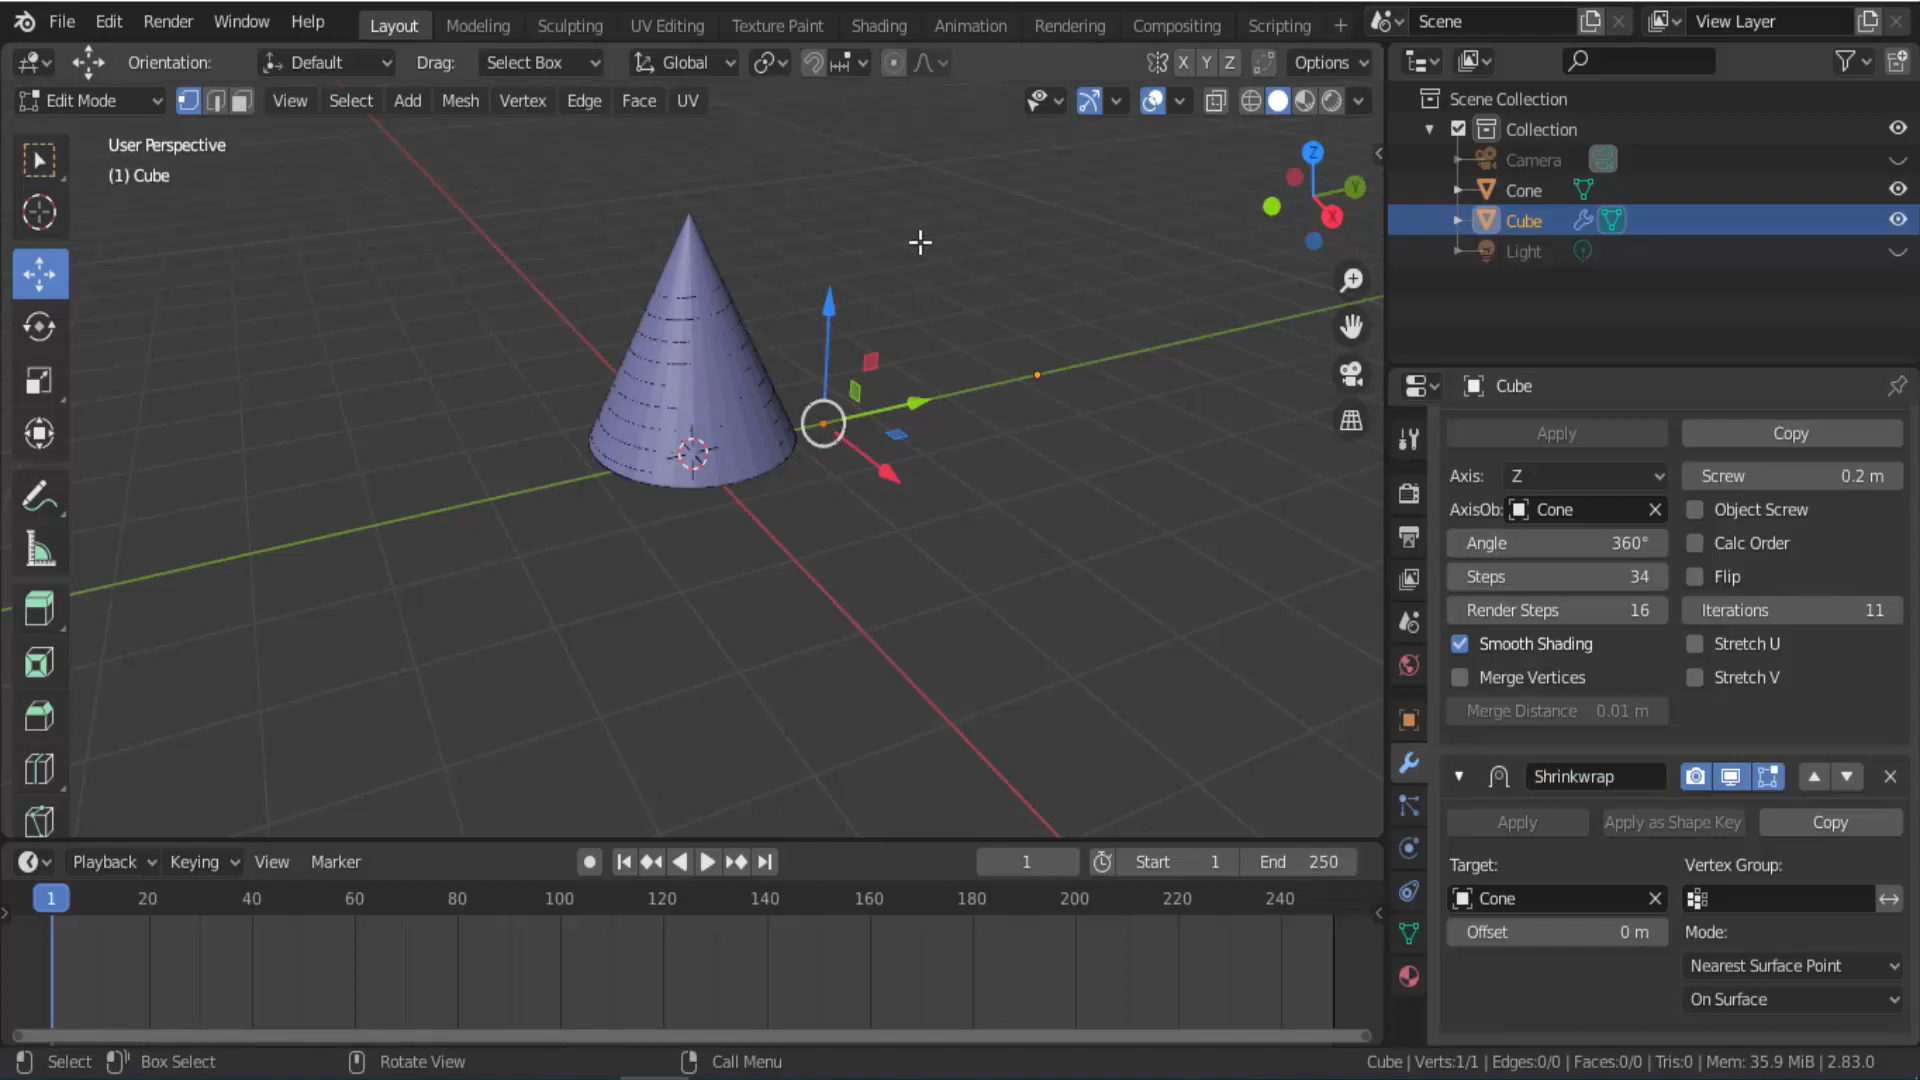 File Edit Render Window Help Layout Modeling Sculpting UV Editing Texture Paint Shading Animation Rendering Compositing Scripting + Scene View Layer
Orientation: Default Drag: Select Box Global X Y Z Options
Edit Mode View Select Add Mesh Vertex Edge Face UV
User Perspective
(1) Cube
Z
Y
X
Scene Collection
Collection
Camera
Cone
Cube
Light
Cube
Apply Copy
Axis: Z Screw 0.2 m
AxisOb: Cone Object Screw
Angle 360° Calc Order
Steps 34 Flip
Render Steps 16 Iterations 11
Smooth Shading Stretch U
Merge Vertices Stretch V
Merge Distance 0.01 m
Shrinkwrap
Apply Apply as Shape Key Copy
Target: Vertex Group:
Cone
Offset 0 m Mode:
Nearest Surface Point
On Surface
Playback Keying View Marker 1 Start 1 End 250
1 20 40 60 80 100 120 140 160 180 200 220 240
Select Box Select Rotate View Call Menu Cube | Verts:1/1 | Edges:0/0 | Faces:0/0 | Tris:0 | Mem: 35.9 MiB | 2.83.0